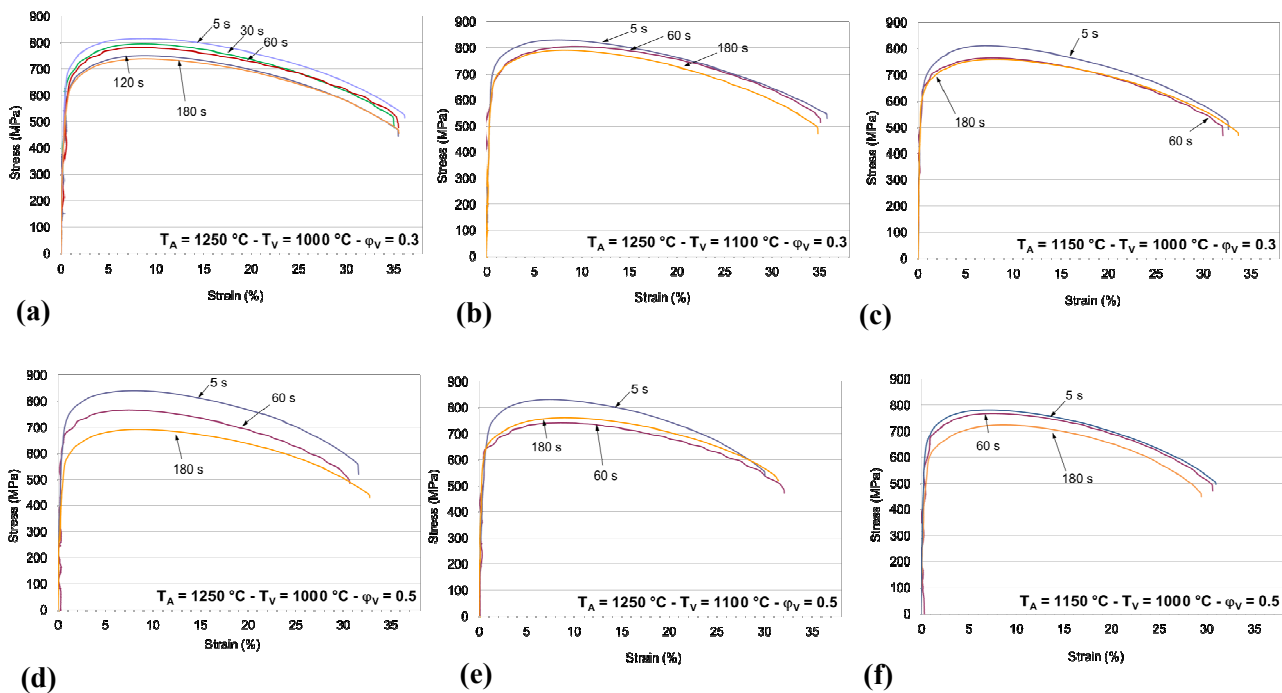 900
800
700
600
500
400
300
200
100
0
Stress (MPa)
5 s
30 s
60 s
120 s
180 s
T_A = 1250 °C - T_V = 1000 °C - φ_V = 0.3
0 5 10 15 20 25 30 35
Strain (%)
(a)
900
800
700
600
500
400
300
200
100
0
Stress (MPa)
5 s
60 s
180 s
T_A = 1250 °C - T_V = 1100 °C - φ_V = 0.3
0 5 10 15 20 25 30 35
Strain (%)
(b)
900
800
700
600
500
400
300
200
100
0
Stress (MPa)
5 s
180 s
60 s
T_A = 1150 °C - T_V = 1000 °C - φ_V = 0.3
0 5 10 15 20 25 30 35
Strain (%)
(c)
900
800
700
600
500
400
300
200
100
0
Stress (MPa)
5 s
60 s
180 s
T_A = 1250 °C - T_V = 1000 °C - φ_V = 0.5
0 5 10 15 20 25 30 35
Strain (%)
(d)
900
800
700
600
500
400
300
200
100
0
Stress (MPa)
5 s
180 s
60 s
T_A = 1250 °C - T_V = 1100 °C - φ_V = 0.5
0 5 10 15 20 25 30 35
Strain (%)
(e)
900
800
700
600
500
400
300
200
100
0
Stress (MPa)
5 s
60 s
180 s
T_A = 1150 °C - T_V = 1000 °C - φ_V = 0.5
0 5 10 15 20 25 30 35
Strain (%)
(f)